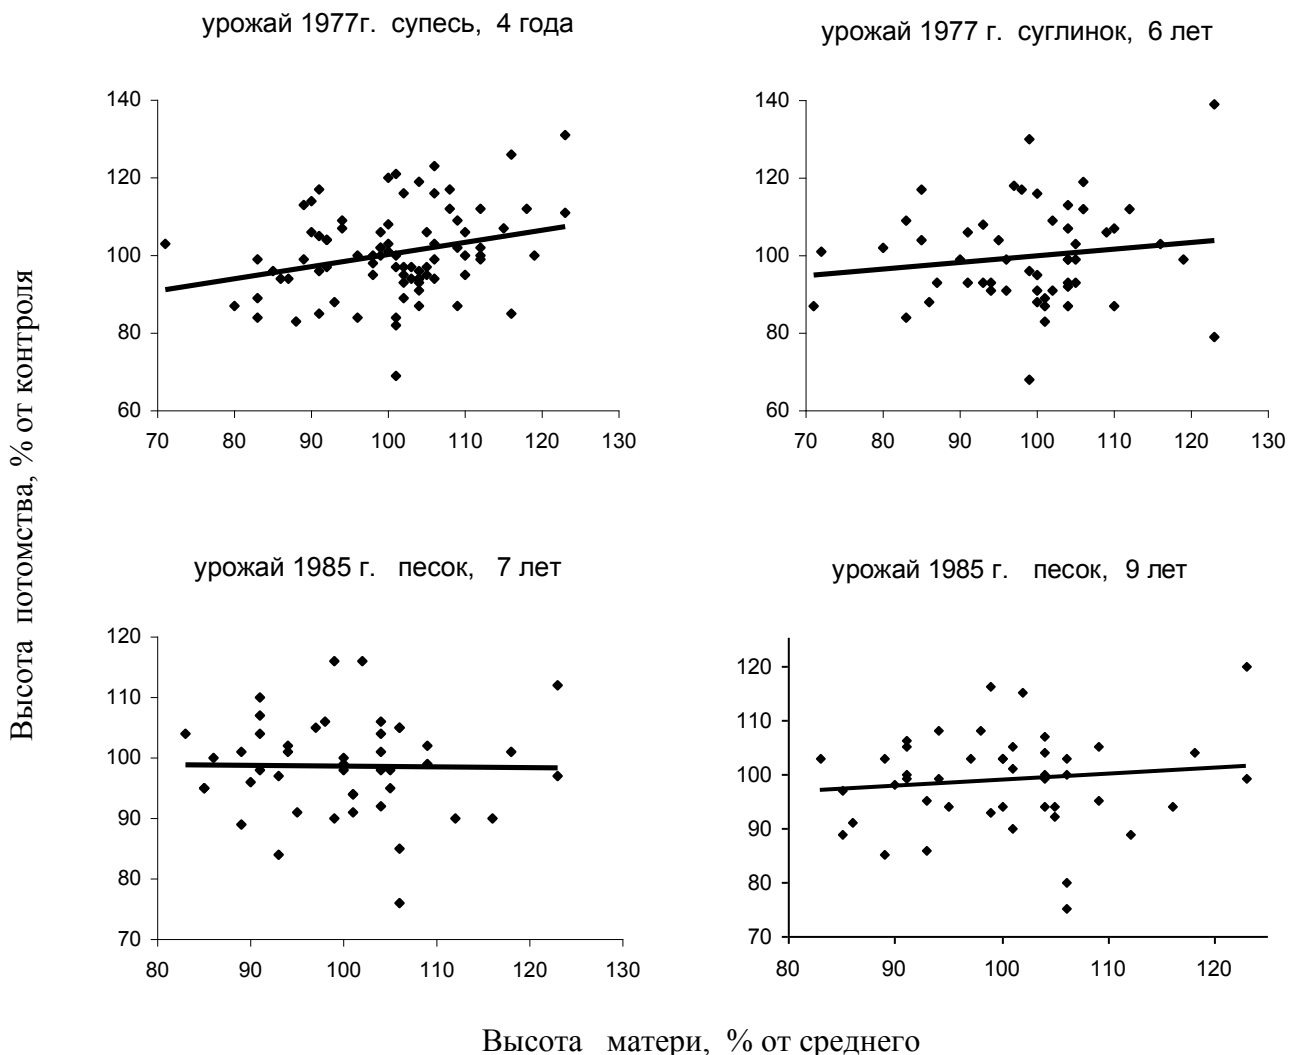 урожай 1977г. супесь, 4 года
урожай 1977 г. суглинок, 6 лет
140
120
100
80
60
70 80 90 100 110 120 130
140
120
100
80
60
70 80 90 100 110 120 130
Высота потомства, % от контроля
урожай 1985 г. песок, 7 лет
урожай 1985 г. песок, 9 лет
120
110
100
90
80
70
80 90 100 110 120 130
120
110
100
90
80
70
80 90 100 110 120
Высота матери, % от среднего